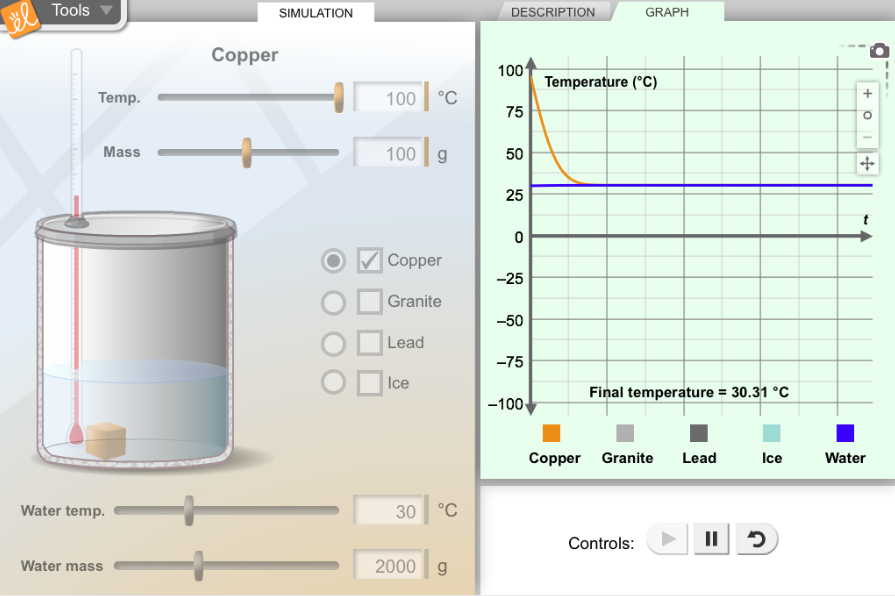 Tools
SIMULATION
Copper
Temp. 100 °C
Mass 100 g
Copper
Granite
Lead
Ice
Water temp. 30 °C
Water mass 2000 g
DESCRIPTION GRAPH
Temperature (°C)
100
75
50
25
0
−25
−50
−75
−100
t
+
−
Final temperature = 30.31 °C
Copper Granite Lead Ice Water
Controls: